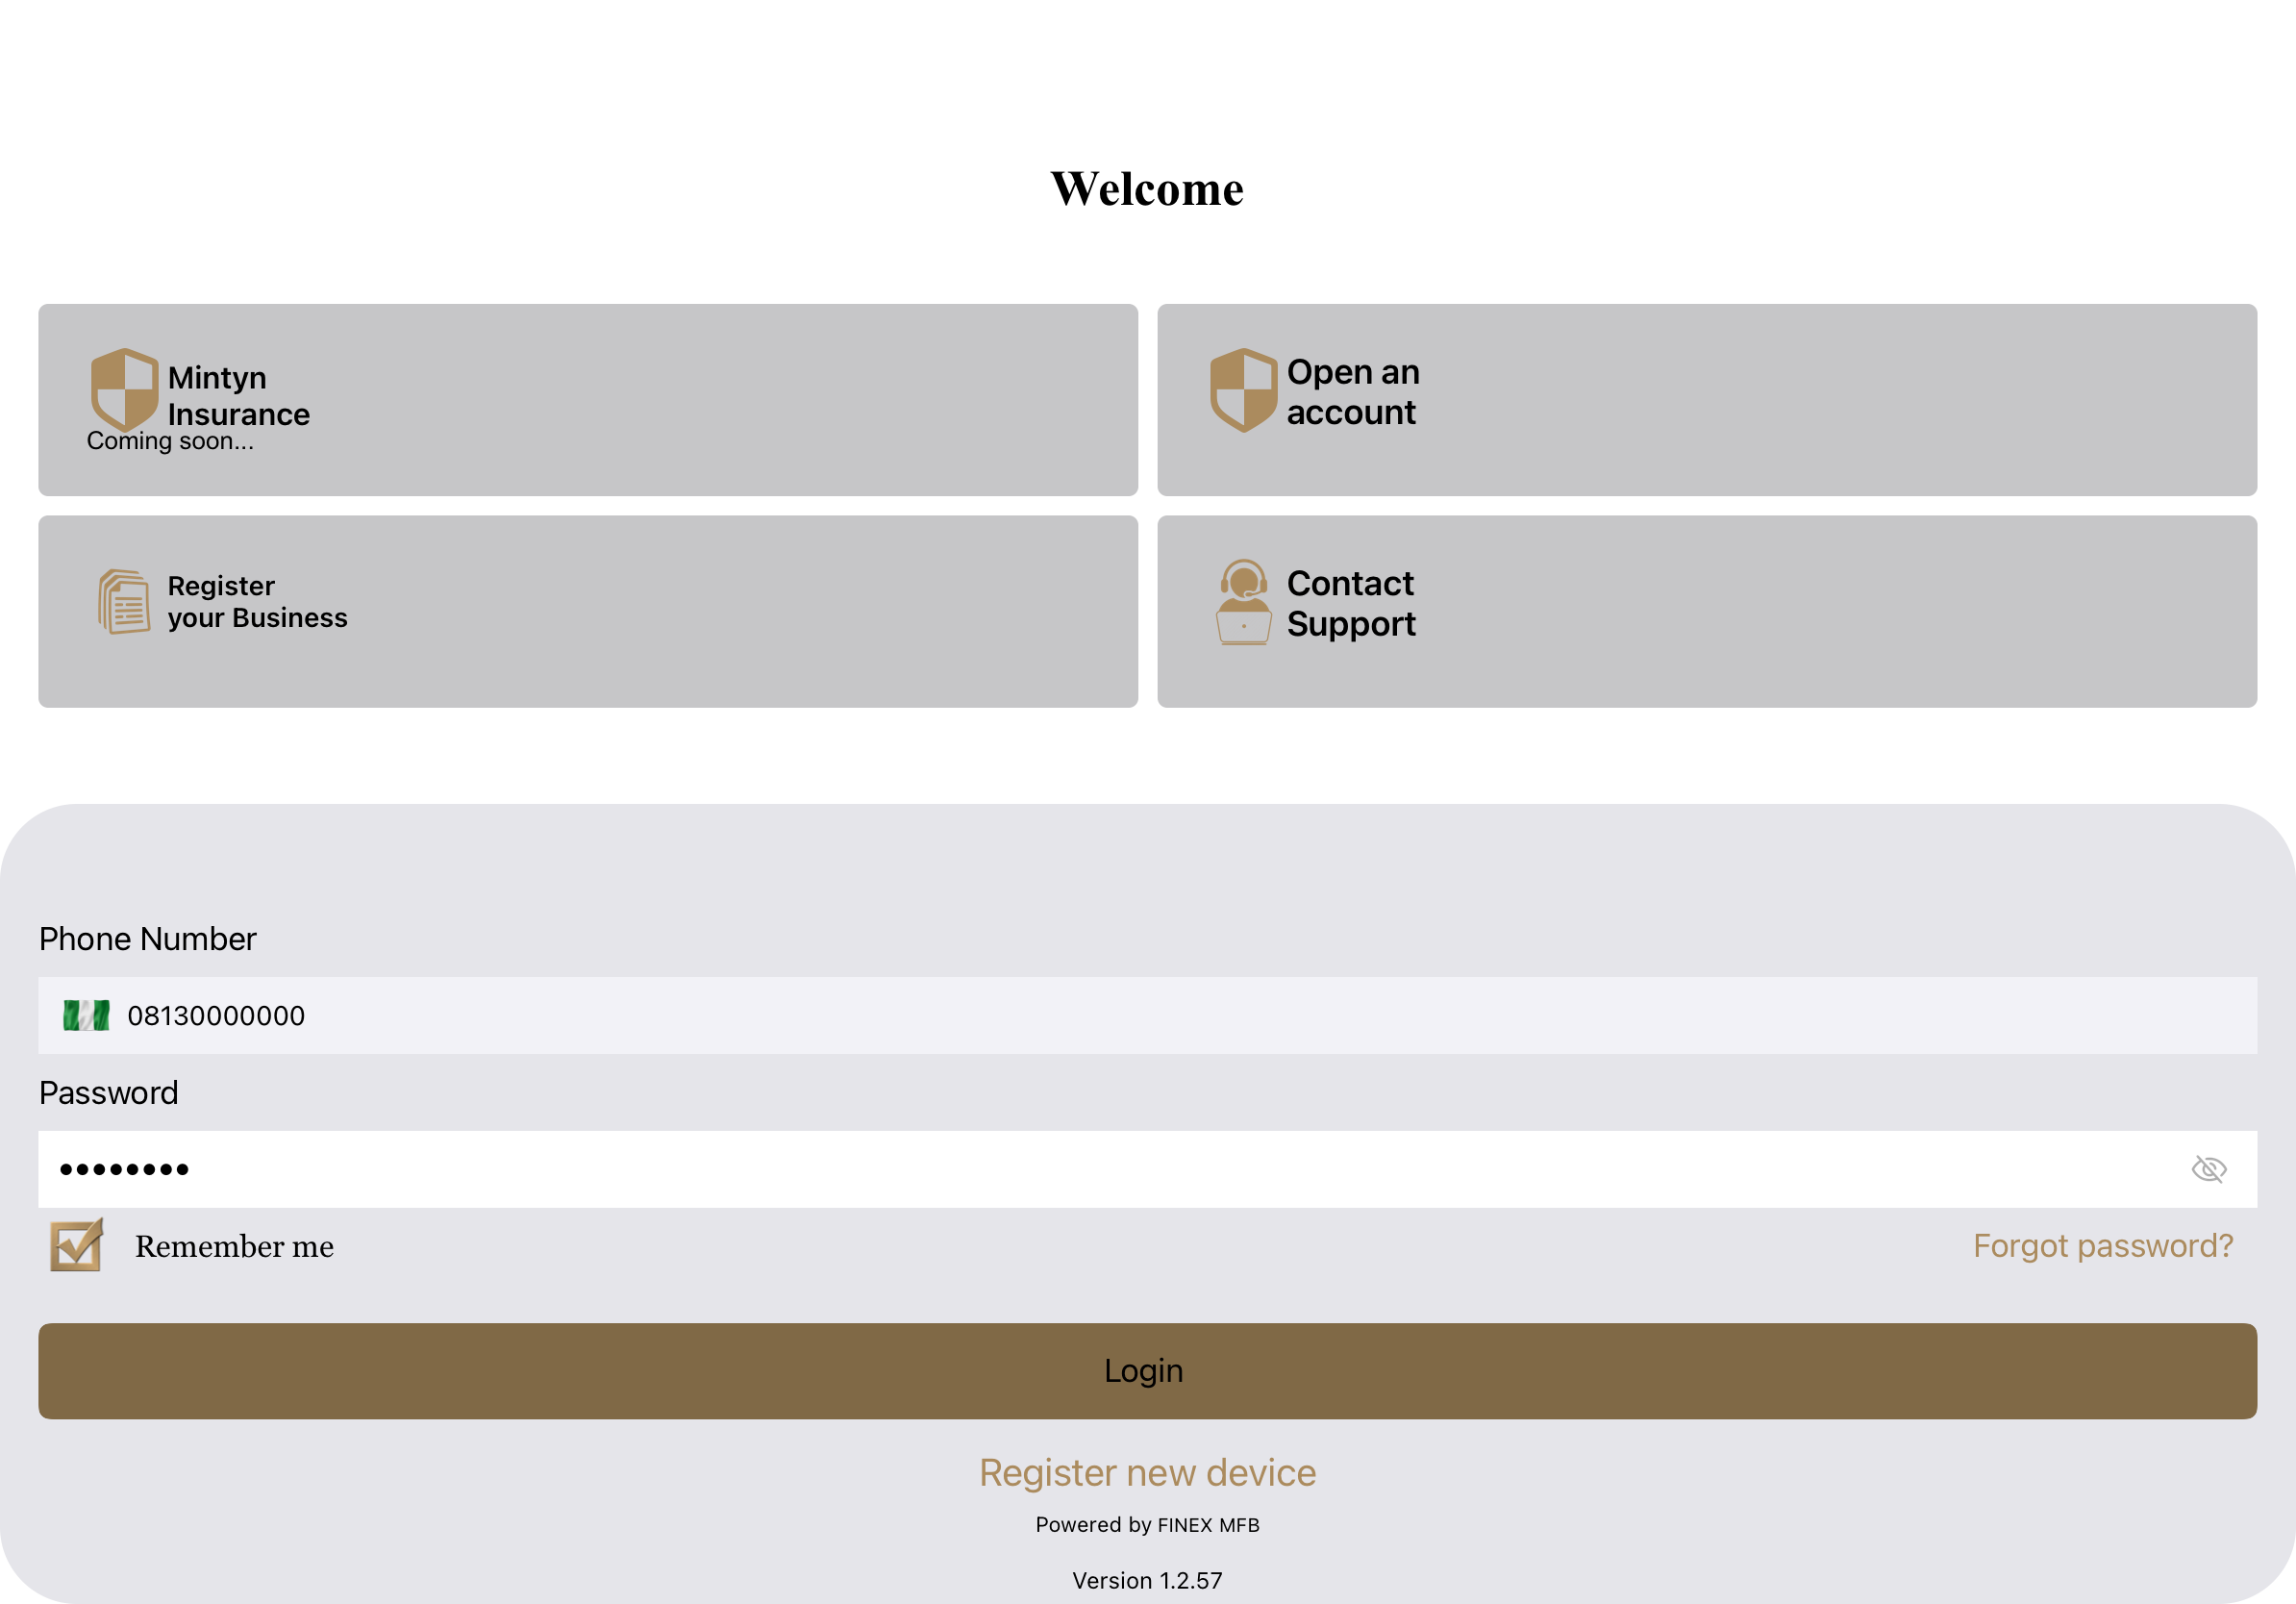 Welcome
Mintyn
Insurance
Coming soon...
Open an
account
Register
your Business
Contact
Support
Phone Number
08130000000
Password
••••••••
Remember me
Forgot password?
Login
Register new device
Powered by FINEX MFB
Version 1.2.57